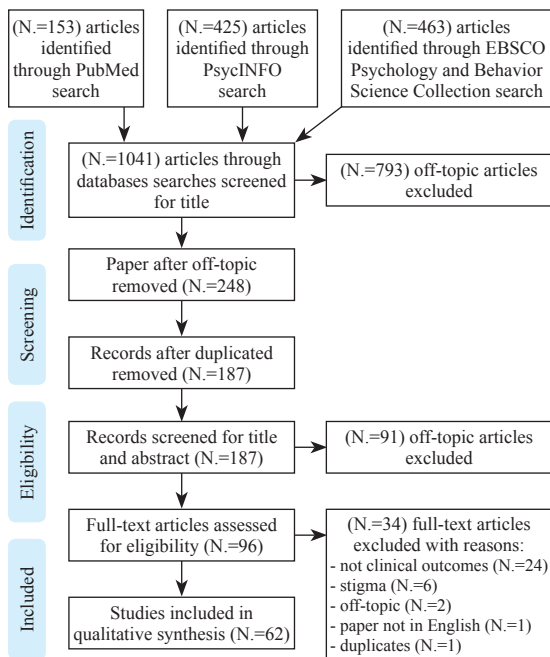 (N.=153) articles
identified
through PubMed
search
(N.=425) articles
identified through
PsycINFO
search
(N.=463) articles
identified through EBSCO
Psychology and Behavior
Science Collection search
Identification
(N.=1041) articles through
databases searches screened
for title
(N.=793) off-topic articles
excluded
Paper after off-topic
removed (N.=248)
Screening
Records after duplicated
removed (N.=187)
Eligibility
Records screened for title
and abstract (N.=187)
(N.=91) off-topic articles
excluded
Full-text articles assessed
for eligibility (N.=96)
(N.=34) full-text articles
excluded with reasons:
- not clinical outcomes (N.=24)
- stigma (N.=6)
- off-topic (N.=2)
- paper not in English (N.=1)
- duplicates (N.=1)
Included
Studies included in
qualitative synthesis (N.=62)